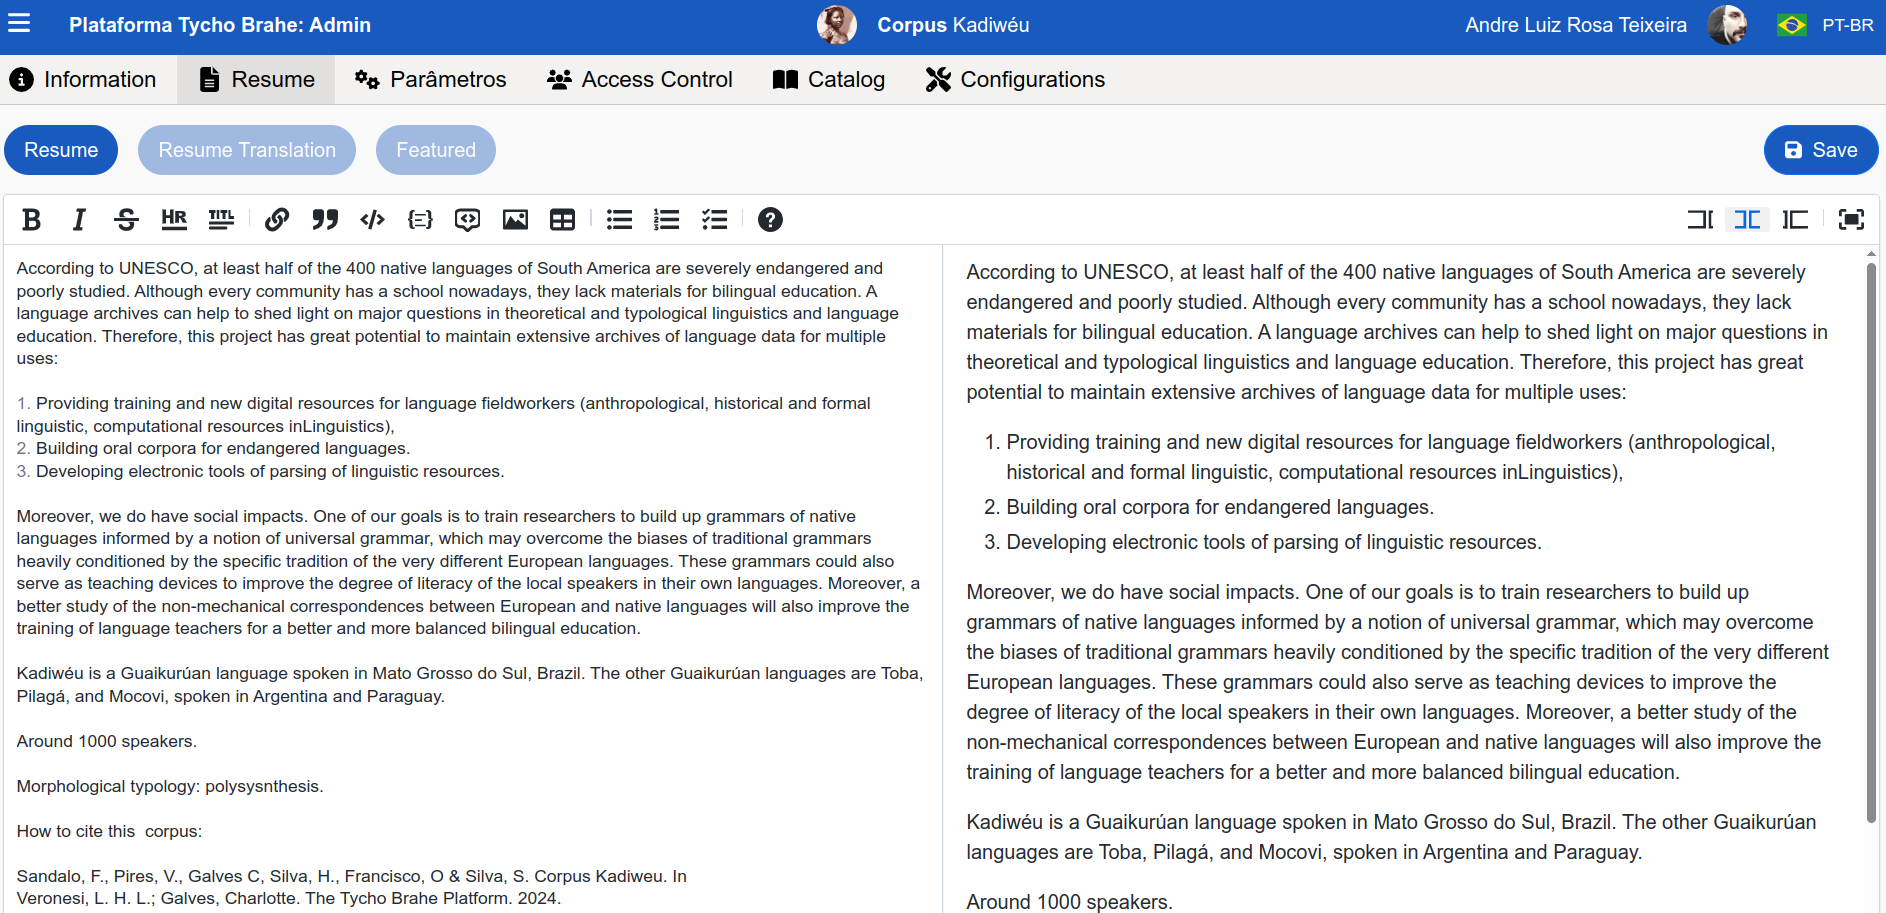 Plataforma Tycho Brahe: Admin
Corpus Kadiwéu
Andre Luiz Rosa Teixeira
PT-BR
Information
Resume
Parâmetros
Access Control
Catalog
Configurations
Resume
Resume Translation
Featured
Save
HR
TITL
According to UNESCO, at least half of the 400 native languages of South America are severely endangered and
poorly studied. Although every community has a school nowadays, they lack materials for bilingual education. A
language archives can help to shed light on major questions in theoretical and typological linguistics and language
education. Therefore, this project has great potential to maintain extensive archives of language data for multiple
uses:
1. Providing training and new digital resources for language fieldworkers (anthropological, historical and formal
linguistic, computational resources inLinguistics),
2. Building oral corpora for endangered languages.
3. Developing electronic tools of parsing of linguistic resources.
Moreover, we do have social impacts. One of our goals is to train researchers to build up grammars of native
languages informed by a notion of universal grammar, which may overcome the biases of traditional grammars
heavily conditioned by the specific tradition of the very different European languages. These grammars could also
serve as teaching devices to improve the degree of literacy of the local speakers in their own languages. Moreover, a
better study of the non-mechanical correspondences between European and native languages will also improve the
training of language teachers for a better and more balanced bilingual education.
Kadiwéu is a Guaikurúan language spoken in Mato Grosso do Sul, Brazil. The other Guaikurúan languages are Toba,
Pilagá, and Mocovi, spoken in Argentina and Paraguay.
Around 1000 speakers.
Morphological typology: polysysnthesis.
How to cite this  corpus:
Sandalo, F., Pires, V., Galves C, Silva, H., Francisco, O & Silva, S. Corpus Kadiweu. In
Veronesi, L. H. L.; Galves, Charlotte. The Tycho Brahe Platform. 2024.
According to UNESCO, at least half of the 400 native languages of South America are severely
endangered and poorly studied. Although every community has a school nowadays, they lack
materials for bilingual education. A language archives can help to shed light on major questions in
theoretical and typological linguistics and language education. Therefore, this project has great
potential to maintain extensive archives of language data for multiple uses:
1. Providing training and new digital resources for language fieldworkers (anthropological,
historical and formal linguistic, computational resources inLinguistics),
2. Building oral corpora for endangered languages.
3. Developing electronic tools of parsing of linguistic resources.
Moreover, we do have social impacts. One of our goals is to train researchers to build up
grammars of native languages informed by a notion of universal grammar, which may overcome
the biases of traditional grammars heavily conditioned by the specific tradition of the very different
European languages. These grammars could also serve as teaching devices to improve the
degree of literacy of the local speakers in their own languages. Moreover, a better study of the
non-mechanical correspondences between European and native languages will also improve the
training of language teachers for a better and more balanced bilingual education.
Kadiwéu is a Guaikurúan language spoken in Mato Grosso do Sul, Brazil. The other Guaikurúan
languages are Toba, Pilagá, and Mocovi, spoken in Argentina and Paraguay.
Around 1000 speakers.